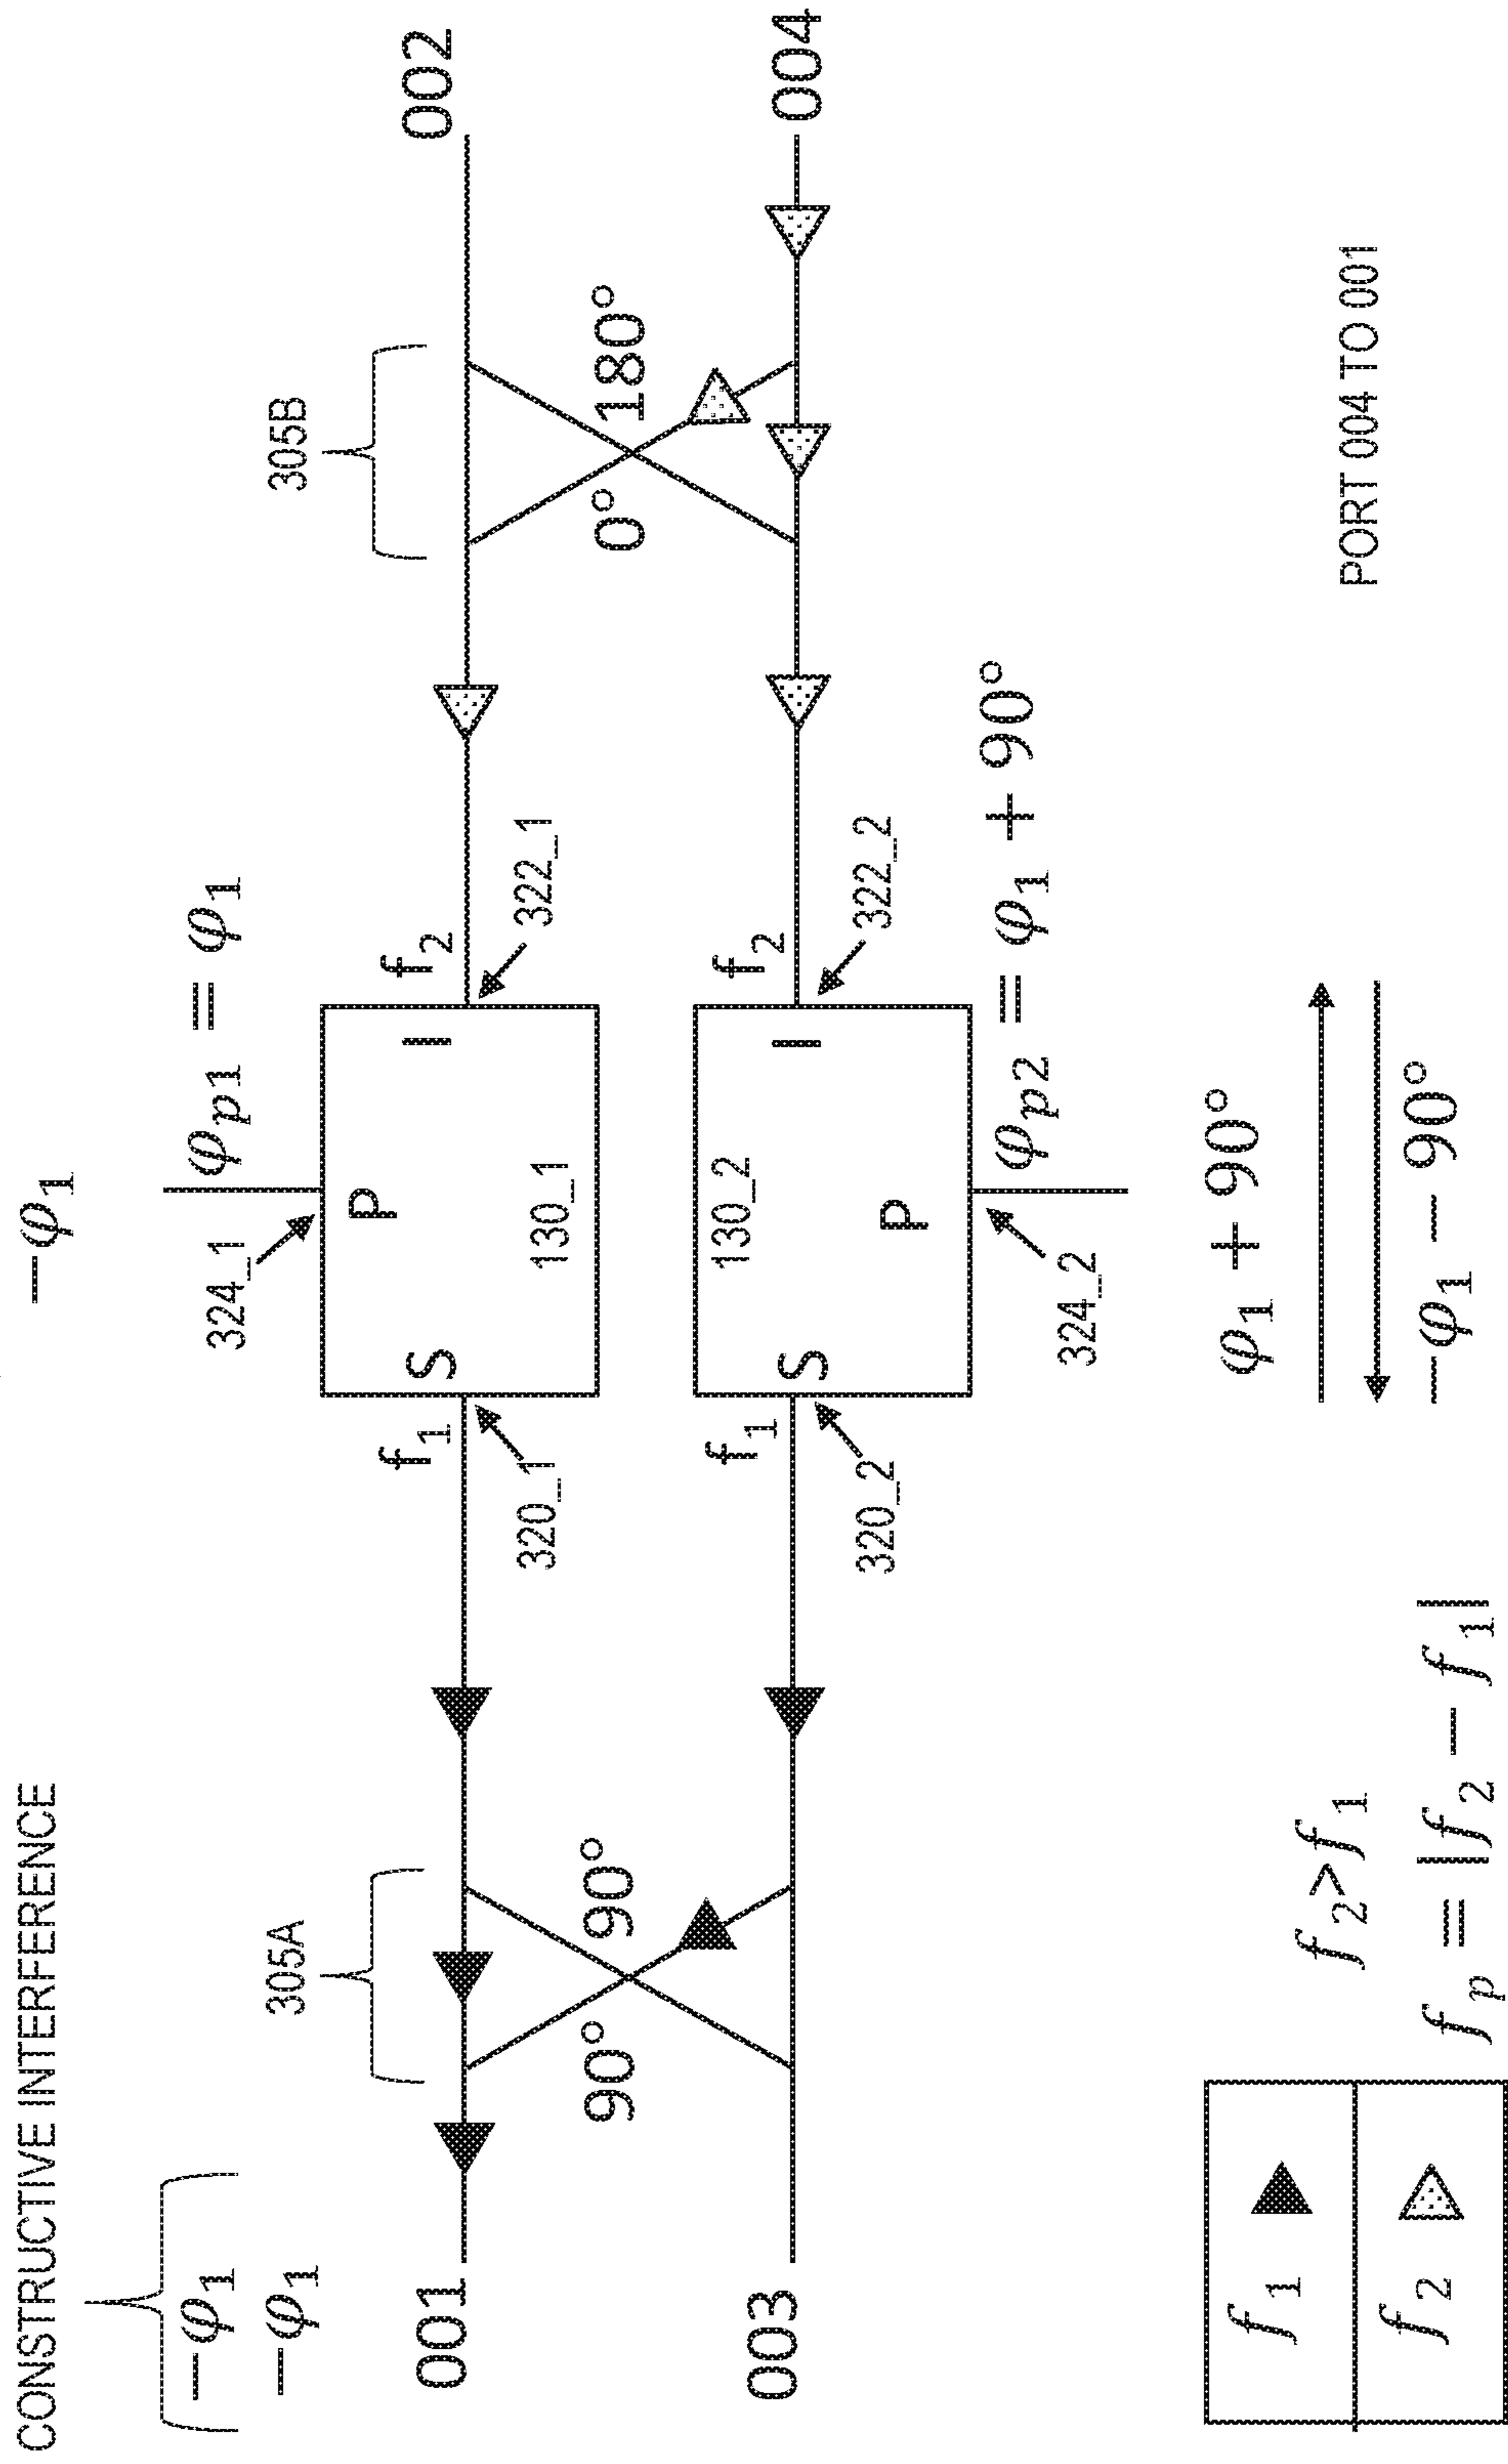 CONSTRUCTIVE INTERFERENCE
−φ₁
−φ₁
−φ₁
φₚ₁ = φ₁
324_1
305A
305B
001
f₁
S
P
I
f₂
002
130_1
320_1
322_1
90°
90°
0°
180°
003
f₁
S
130_2
P
I
f₂
004
320_2
322_2
324_2
φₚ₂ = φ₁ + 90°
φ₁ + 90°
−φ₁ − 90°
f₁
f₂
f₂>f₁
fₚ = |f₂ − f₁|
PORT 004 TO 001